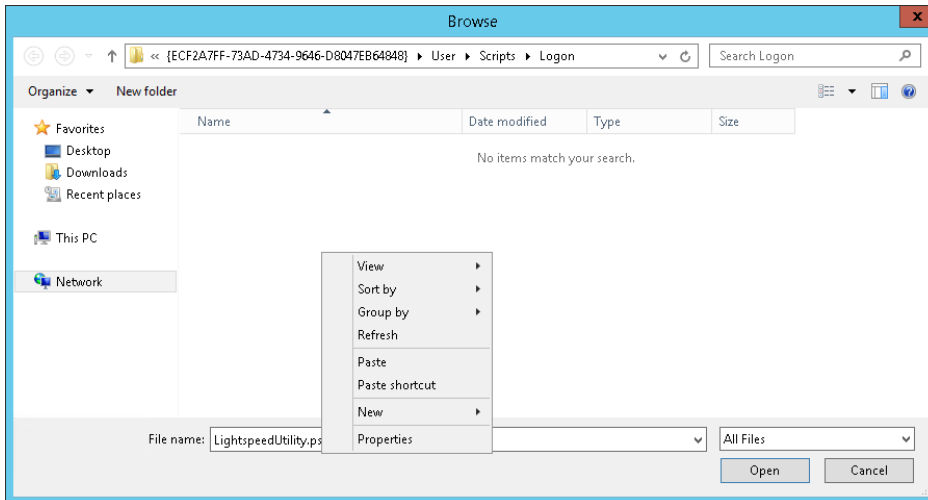 Browse
x
« {ECF2A7FF-73AD-4734-9646-D8047EB64848} User Scripts Logon
Search Logon
Organize New folder
Name Date modified Type Size
No items match your search.
Favorites
Desktop
Downloads
Recent places
This PC
Network
View
Sort by
Group by
Refresh
Paste
Paste shortcut
New
Properties
File name: LightspeedUtility.ps
All Files
Open Cancel